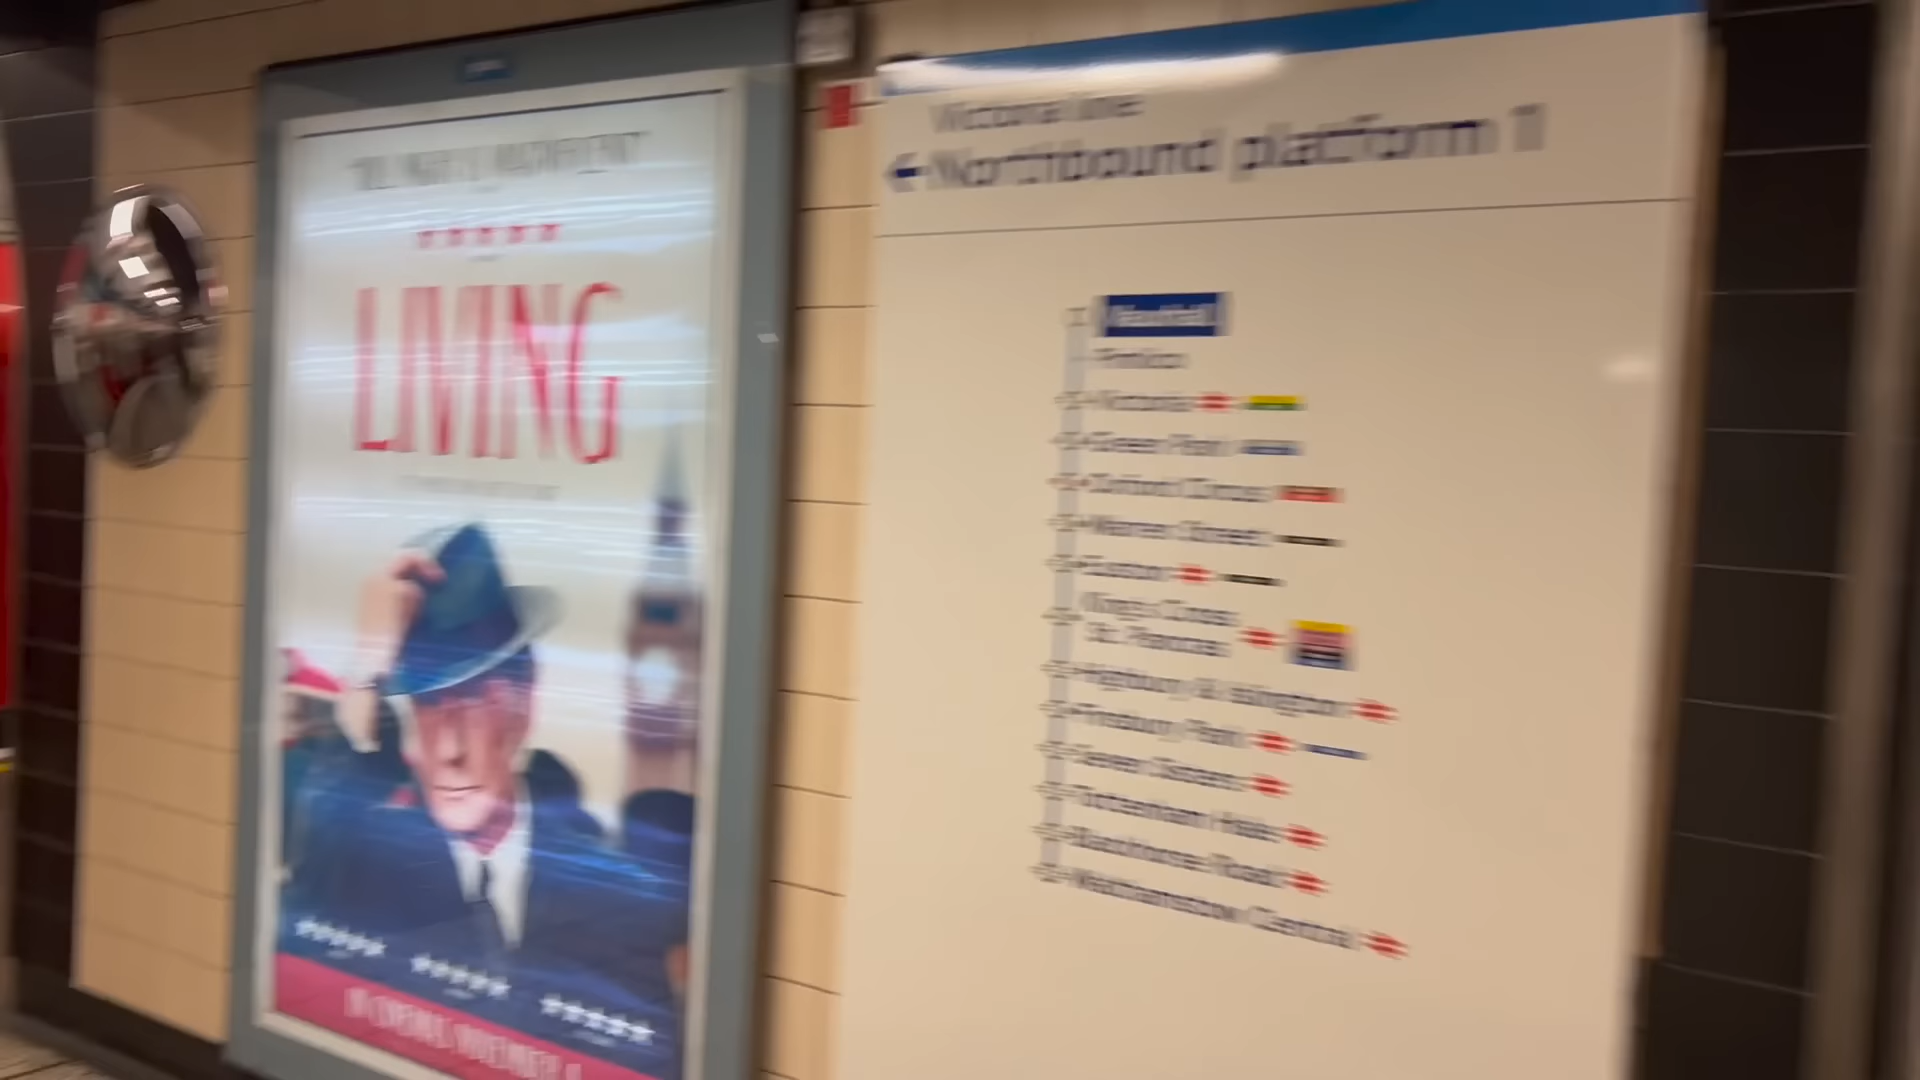 LIVING
Victoria line
Northbound platform 1
Vauxhall
Pimlico
Victoria
Green Park
Oxford Circus
Warren Street
Euston
King's Cross
St. Pancras
Highbury & Islington
Finsbury Park
Seven Sisters
Tottenham Hale
Blackhorse Road
Walthamstow Central